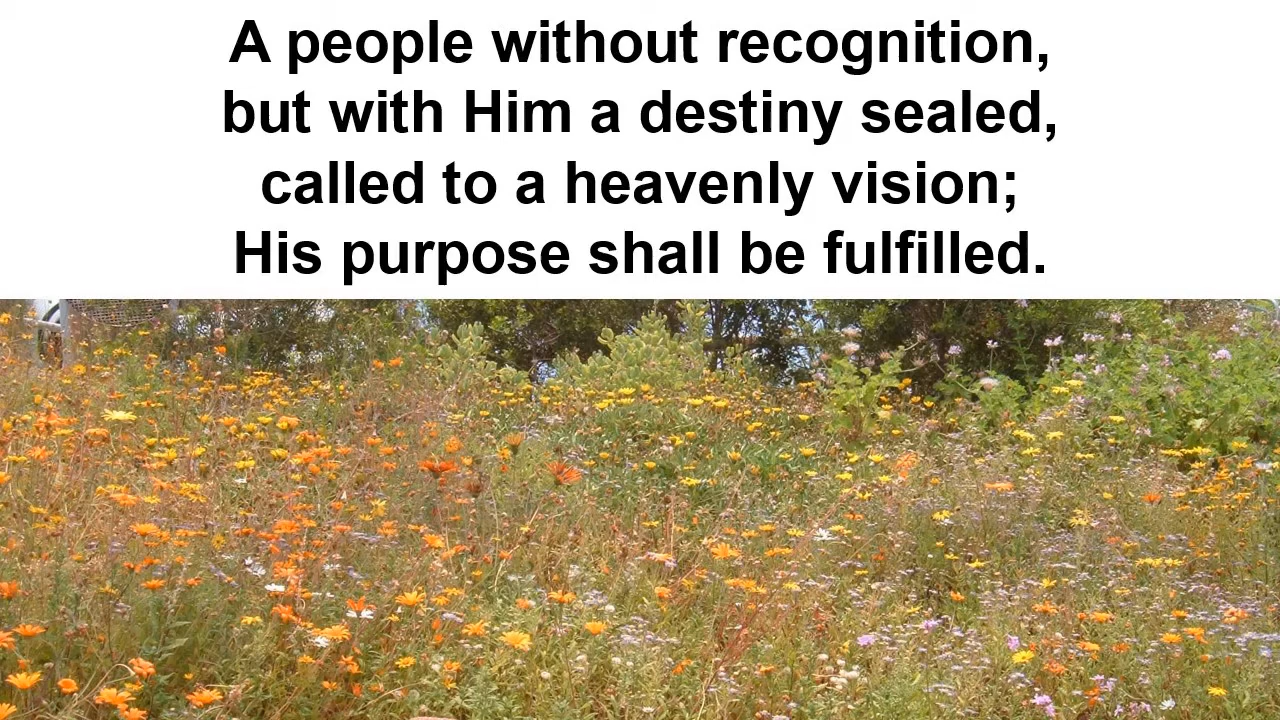 A people without recognition,
but with Him a destiny sealed,
called to a heavenly vision;
His purpose shall be fulfilled.